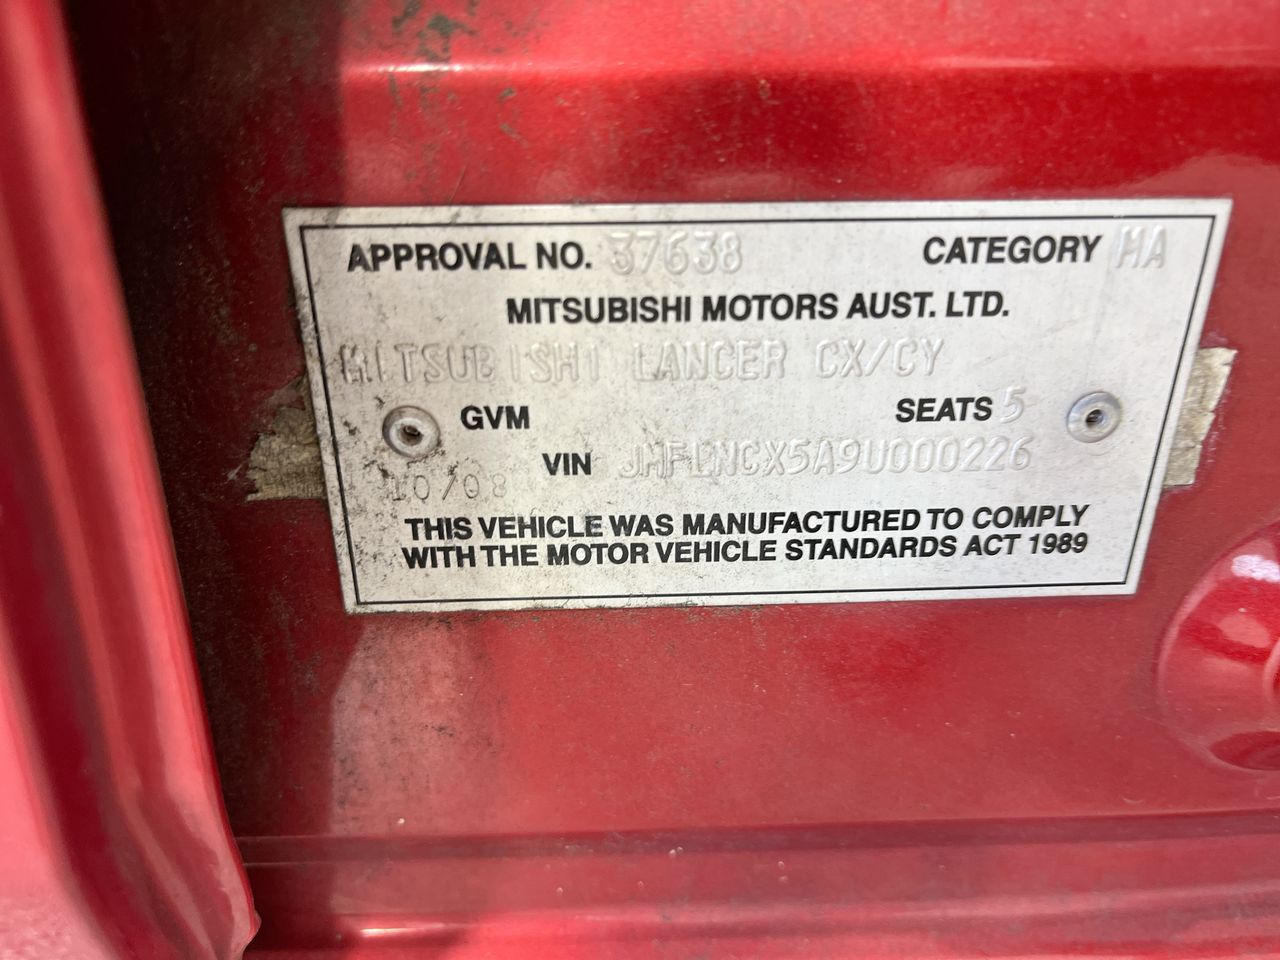 APPROVAL NO. 37638 CATEGORY MA
MITSUBISHI MOTORS AUST. LTD.
MITSUBISHI LANCER CX/CY
GVM SEATS 5
VIN JMFLNCX5A9U000226
10/08
THIS VEHICLE WAS MANUFACTURED TO COMPLY
WITH THE MOTOR VEHICLE STANDARDS ACT 1989